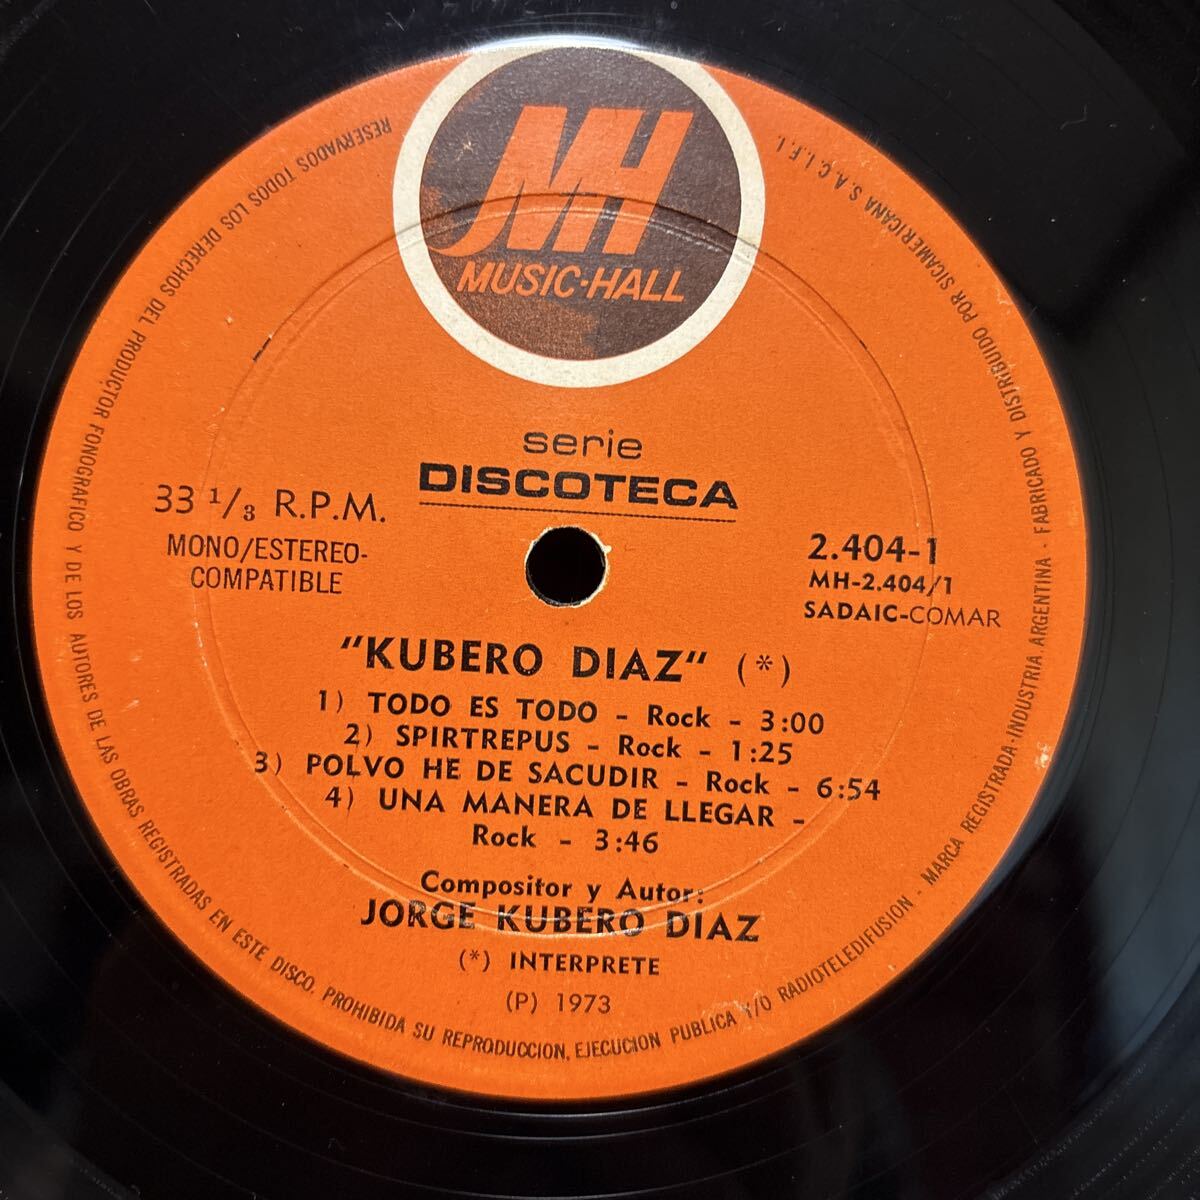 MH
MUSIC-HALL
serie
DISCOTECA
33 1/3 R.P.M.
MONO/ESTEREO-
COMPATIBLE
2.404-1
MH-2.404/1
SADAIC-COMAR
"KUBERO DIAZ" (*)
1) TODO ES TODO - Rock - 3:00
2) SPIRTREPUS - Rock - 1:25
3) POLVO HE DE SACUDIR - Rock - 6:54
4) UNA MANERA DE LLEGAR -
Rock - 3:46
Compositor y Autor:
JORGE KUBERO DIAZ
(*) INTERPRETE
(P) 1973
RESERVADOS TODOS LOS DERECHOS DEL PRODUCTOR FONOGRAFICO Y DE LOS AUTORES DE LAS OBRAS REGISTRADAS EN ESTE DISCO. PROHIBIDA SU REPRODUCCION, EJECUCION PUBLICA Y/O RADIOTELEDIFUSION - MARCA REGISTRADA - INDUSTRIA ARGENTINA - FABRICADO Y DISTRIBUIDO POR SICAMERICANA S.A.C.I.F.I.